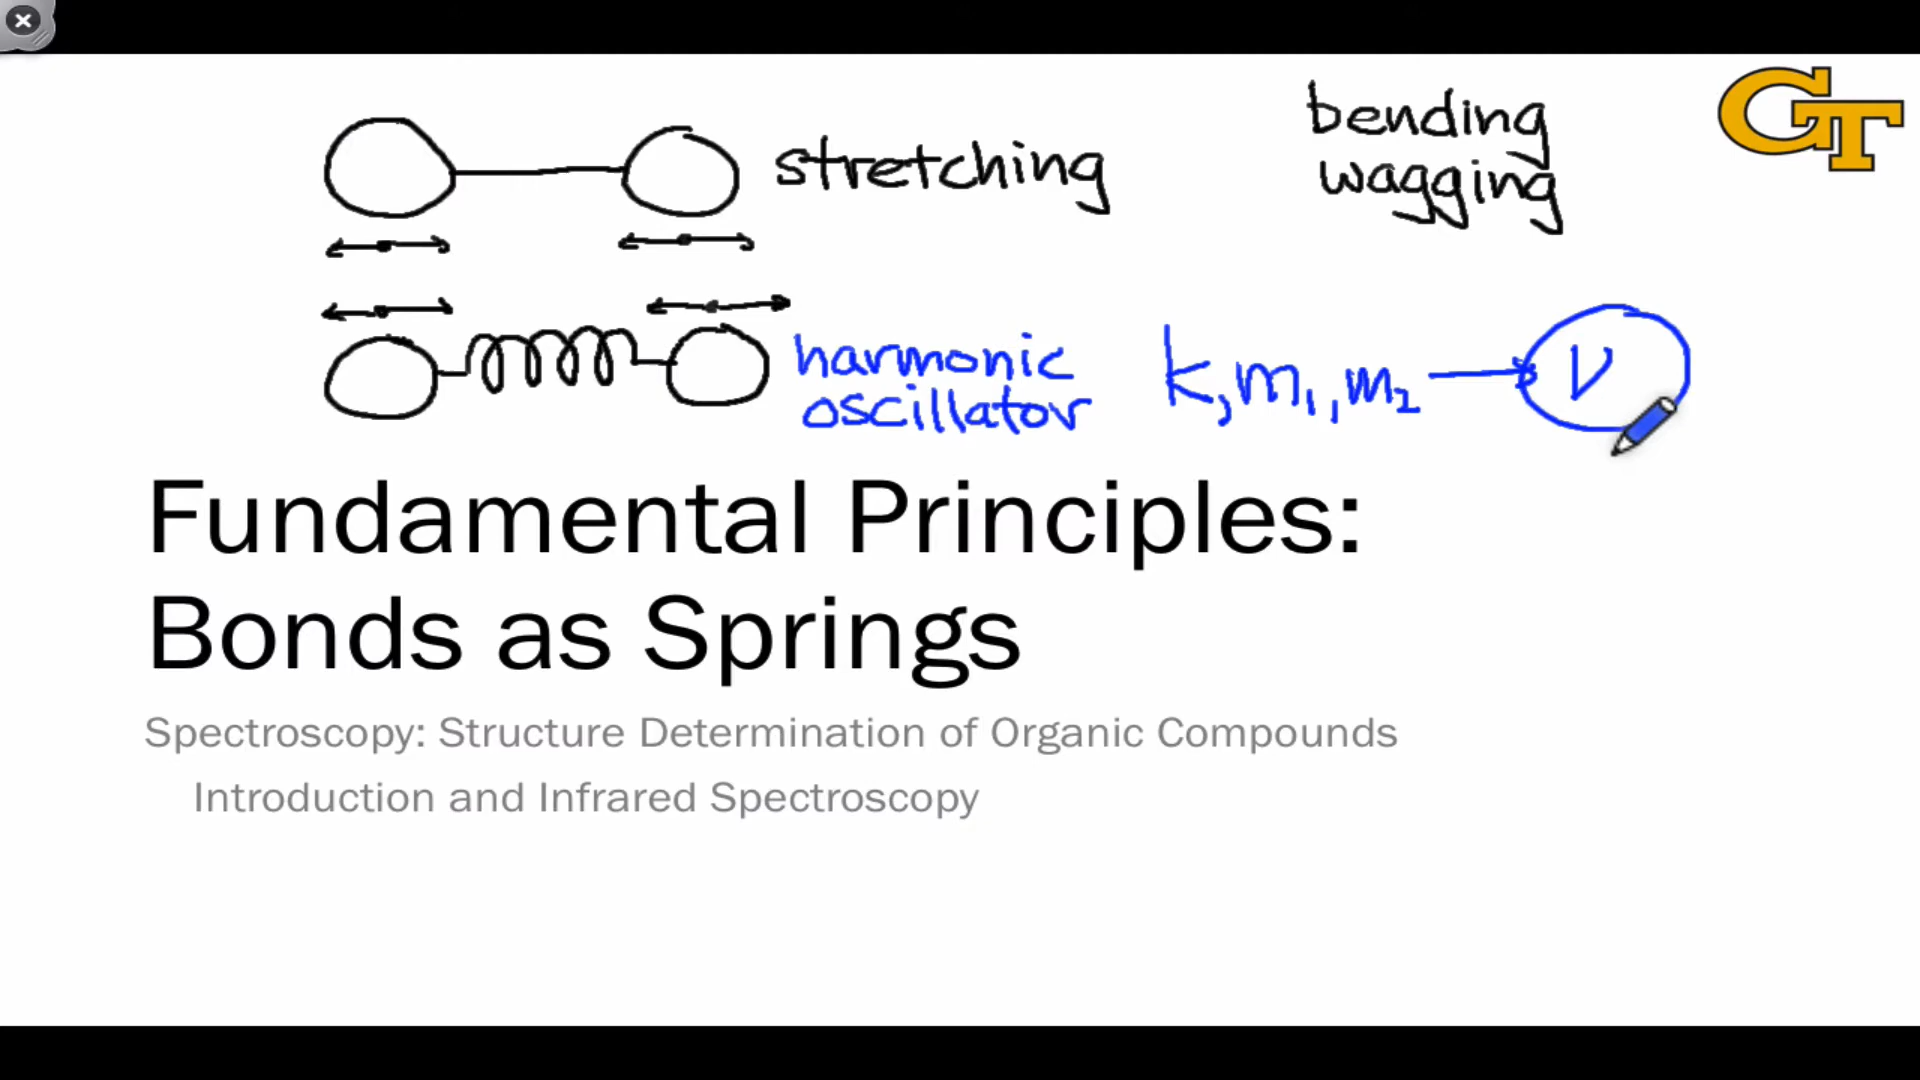 GT
stretching
bending
wagging
harmonic
oscillator
k, m₁, m₂ → ν
Fundamental Principles:
Bonds as Springs
Spectroscopy: Structure Determination of Organic Compounds
Introduction and Infrared Spectroscopy